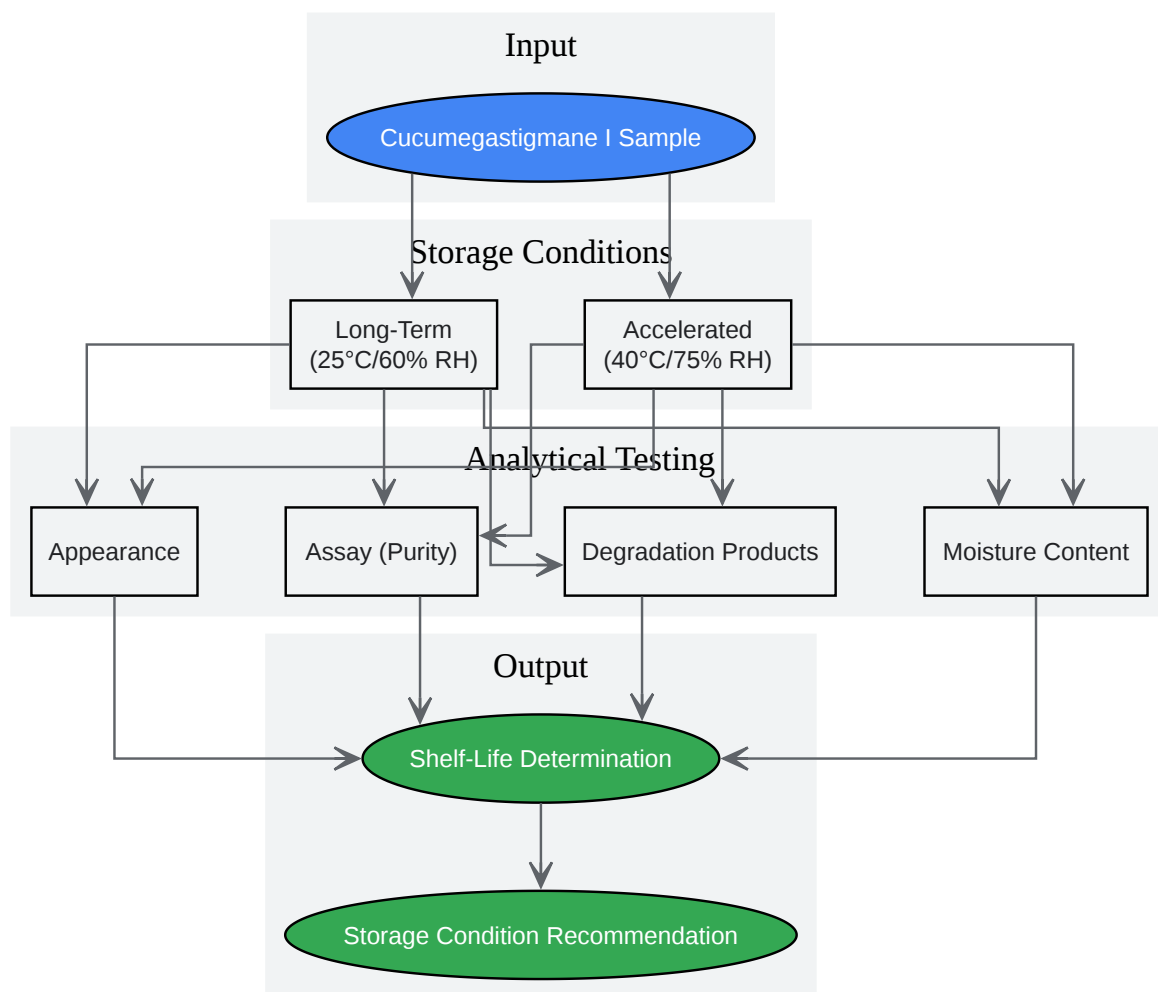 Input
Cucumegastigmane I Sample
Storage Conditions
Long-Term
(25°C/60% RH)
Accelerated
(40°C/75% RH)
Analytical Testing
Appearance
Assay (Purity)
Degradation Products
Moisture Content
Output
Shelf-Life Determination
Storage Condition Recommendation